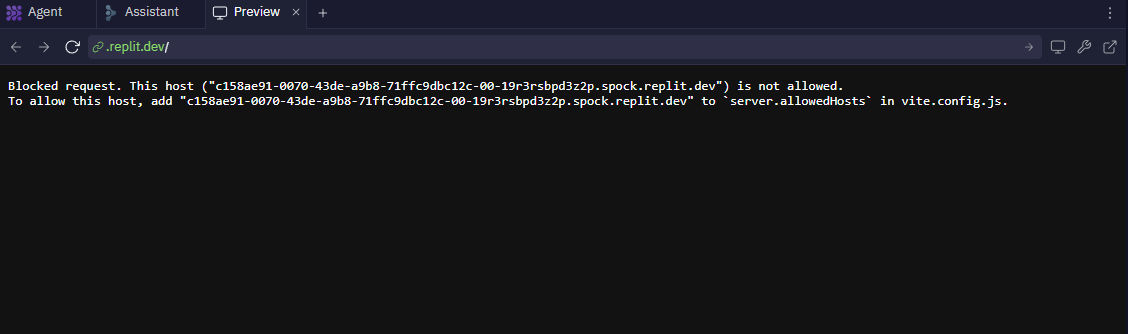 Agent
Assistant
Preview
.replit.dev/
Blocked request. This host ("c158ae91-0070-43de-a9b8-71ffc9dbc12c-00-19r3rsbpd3z2p.spock.replit.dev") is not allowed.
To allow this host, add "c158ae91-0070-43de-a9b8-71ffc9dbc12c-00-19r3rsbpd3z2p.spock.replit.dev" to `server.allowedHosts` in vite.config.js.